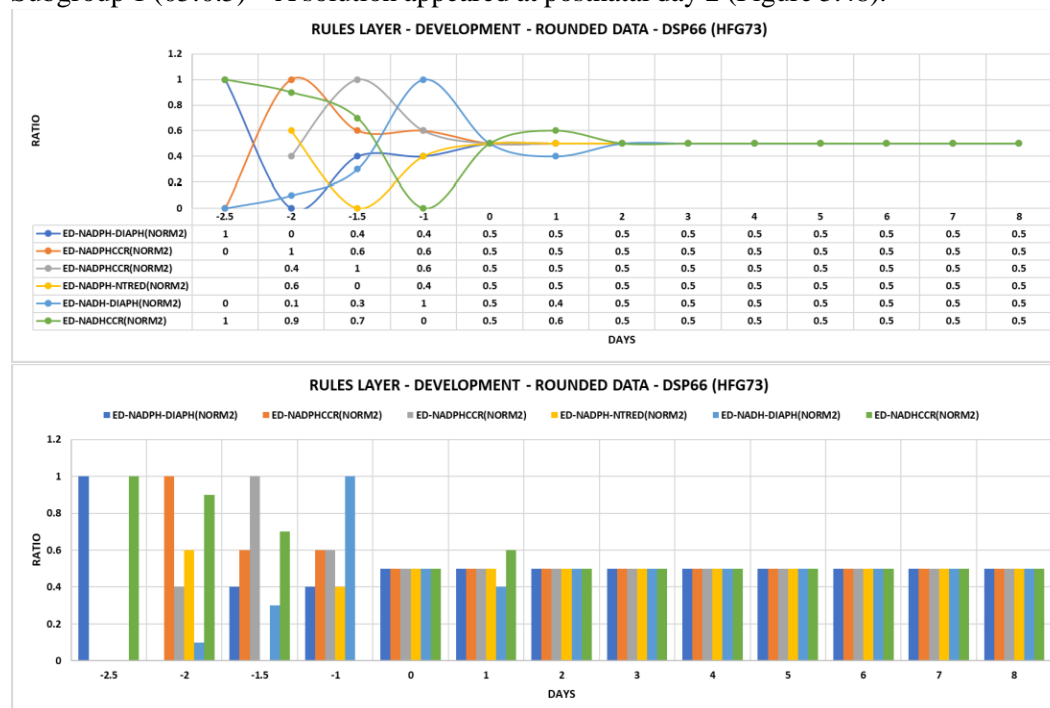 Subgroup 1 – A solution appeared at postnatal day 2 (Figure
RULES LAYER - DEVELOPMENT - ROUNDED DATA - DSP66 (HFG73)
1.2
1
0.8
0.6
0.4
0.2
0
RATIO
-2.5 -2 -1.5 -1 0 1 2 3 4 5 6 7 8
ED-NADPH-DIAPH(NORM2) 1 0 0.4 0.4 0.5 0.5 0.5 0.5 0.5 0.5 0.5 0.5 0.5
ED-NADPHCCR(NORM2) 0 1 0.6 0.6 0.5 0.5 0.5 0.5 0.5 0.5 0.5 0.5 0.5
ED-NADPHCCR(NORM2) 0.4 1 0.6 0.5 0.5 0.5 0.5 0.5 0.5 0.5 0.5 0.5
ED-NADPH-NTRED(NORM2) 0.6 0 0.4 0.5 0.5 0.5 0.5 0.5 0.5 0.5 0.5 0.5
ED-NADH-DIAPH(NORM2) 0 0.1 0.3 1 0.5 0.4 0.5 0.5 0.5 0.5 0.5 0.5 0.5
ED-NADHCCR(NORM2) 1 0.9 0.7 0 0.5 0.6 0.5 0.5 0.5 0.5 0.5 0.5 0.5
DAYS
RULES LAYER - DEVELOPMENT - ROUNDED DATA - DSP66 (HFG73)
ED-NADPH-DIAPH(NORM2) ED-NADPHCCR(NORM2) ED-NADPHCCR(NORM2) ED-NADPH-NTRED(NORM2) ED-NADH-DIAPH(NORM2) ED-NADHCCR(NORM2)
1.2
1
0.8
0.6
0.4
0.2
0
RATIO
-2.5 -2 -1.5 -1 0 1 2 3 4 5 6 7 8
DAYS